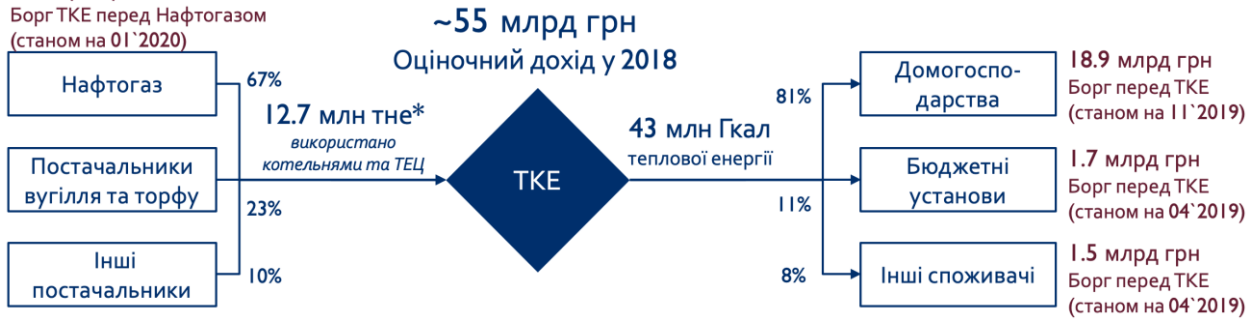 Борг ТКЕ перед Нафтогазом
(станом на 01`2020)
Нафтогаз
67%
Постачальники
вугілля та торфу
23%
Інші
постачальники
10%
12.7 млн тне*
використано
котельнями та ТЕЦ
~55 млрд грн
Оціночний дохід у 2018
ТКЕ
43 млн Гкал
теплової енергії
81%
Домогоспо-
дарства
18.9 млрд грн
Борг перед ТКЕ
(станом на 11`2019)
11%
Бюджетні
установи
1.7 млрд грн
Борг перед ТКЕ
(станом на 04`2019)
8%
Інші споживачі
1.5 млрд грн
Борг перед ТКЕ
(станом на 04`2019)